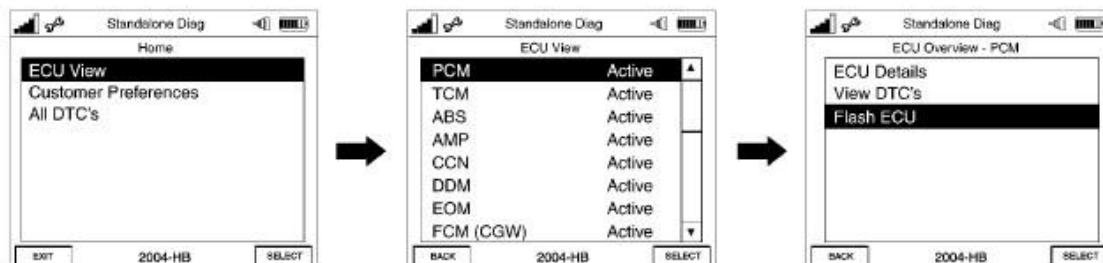 Standalone Diag
Home
ECU View
Customer Preferences
All DTC's
EXIT
2004-HB
SELECT
Standalone Diag
ECU View
PCM Active
TCM Active
ABS Active
AMP Active
CCN Active
DDM Active
EOM Active
FCM (CGW) Active
BACK
2004-HB
SELECT
Standalone Diag
ECU Overview - PCM
ECU Details
View DTC's
Flash ECU
BACK
2004-HB
SELECT